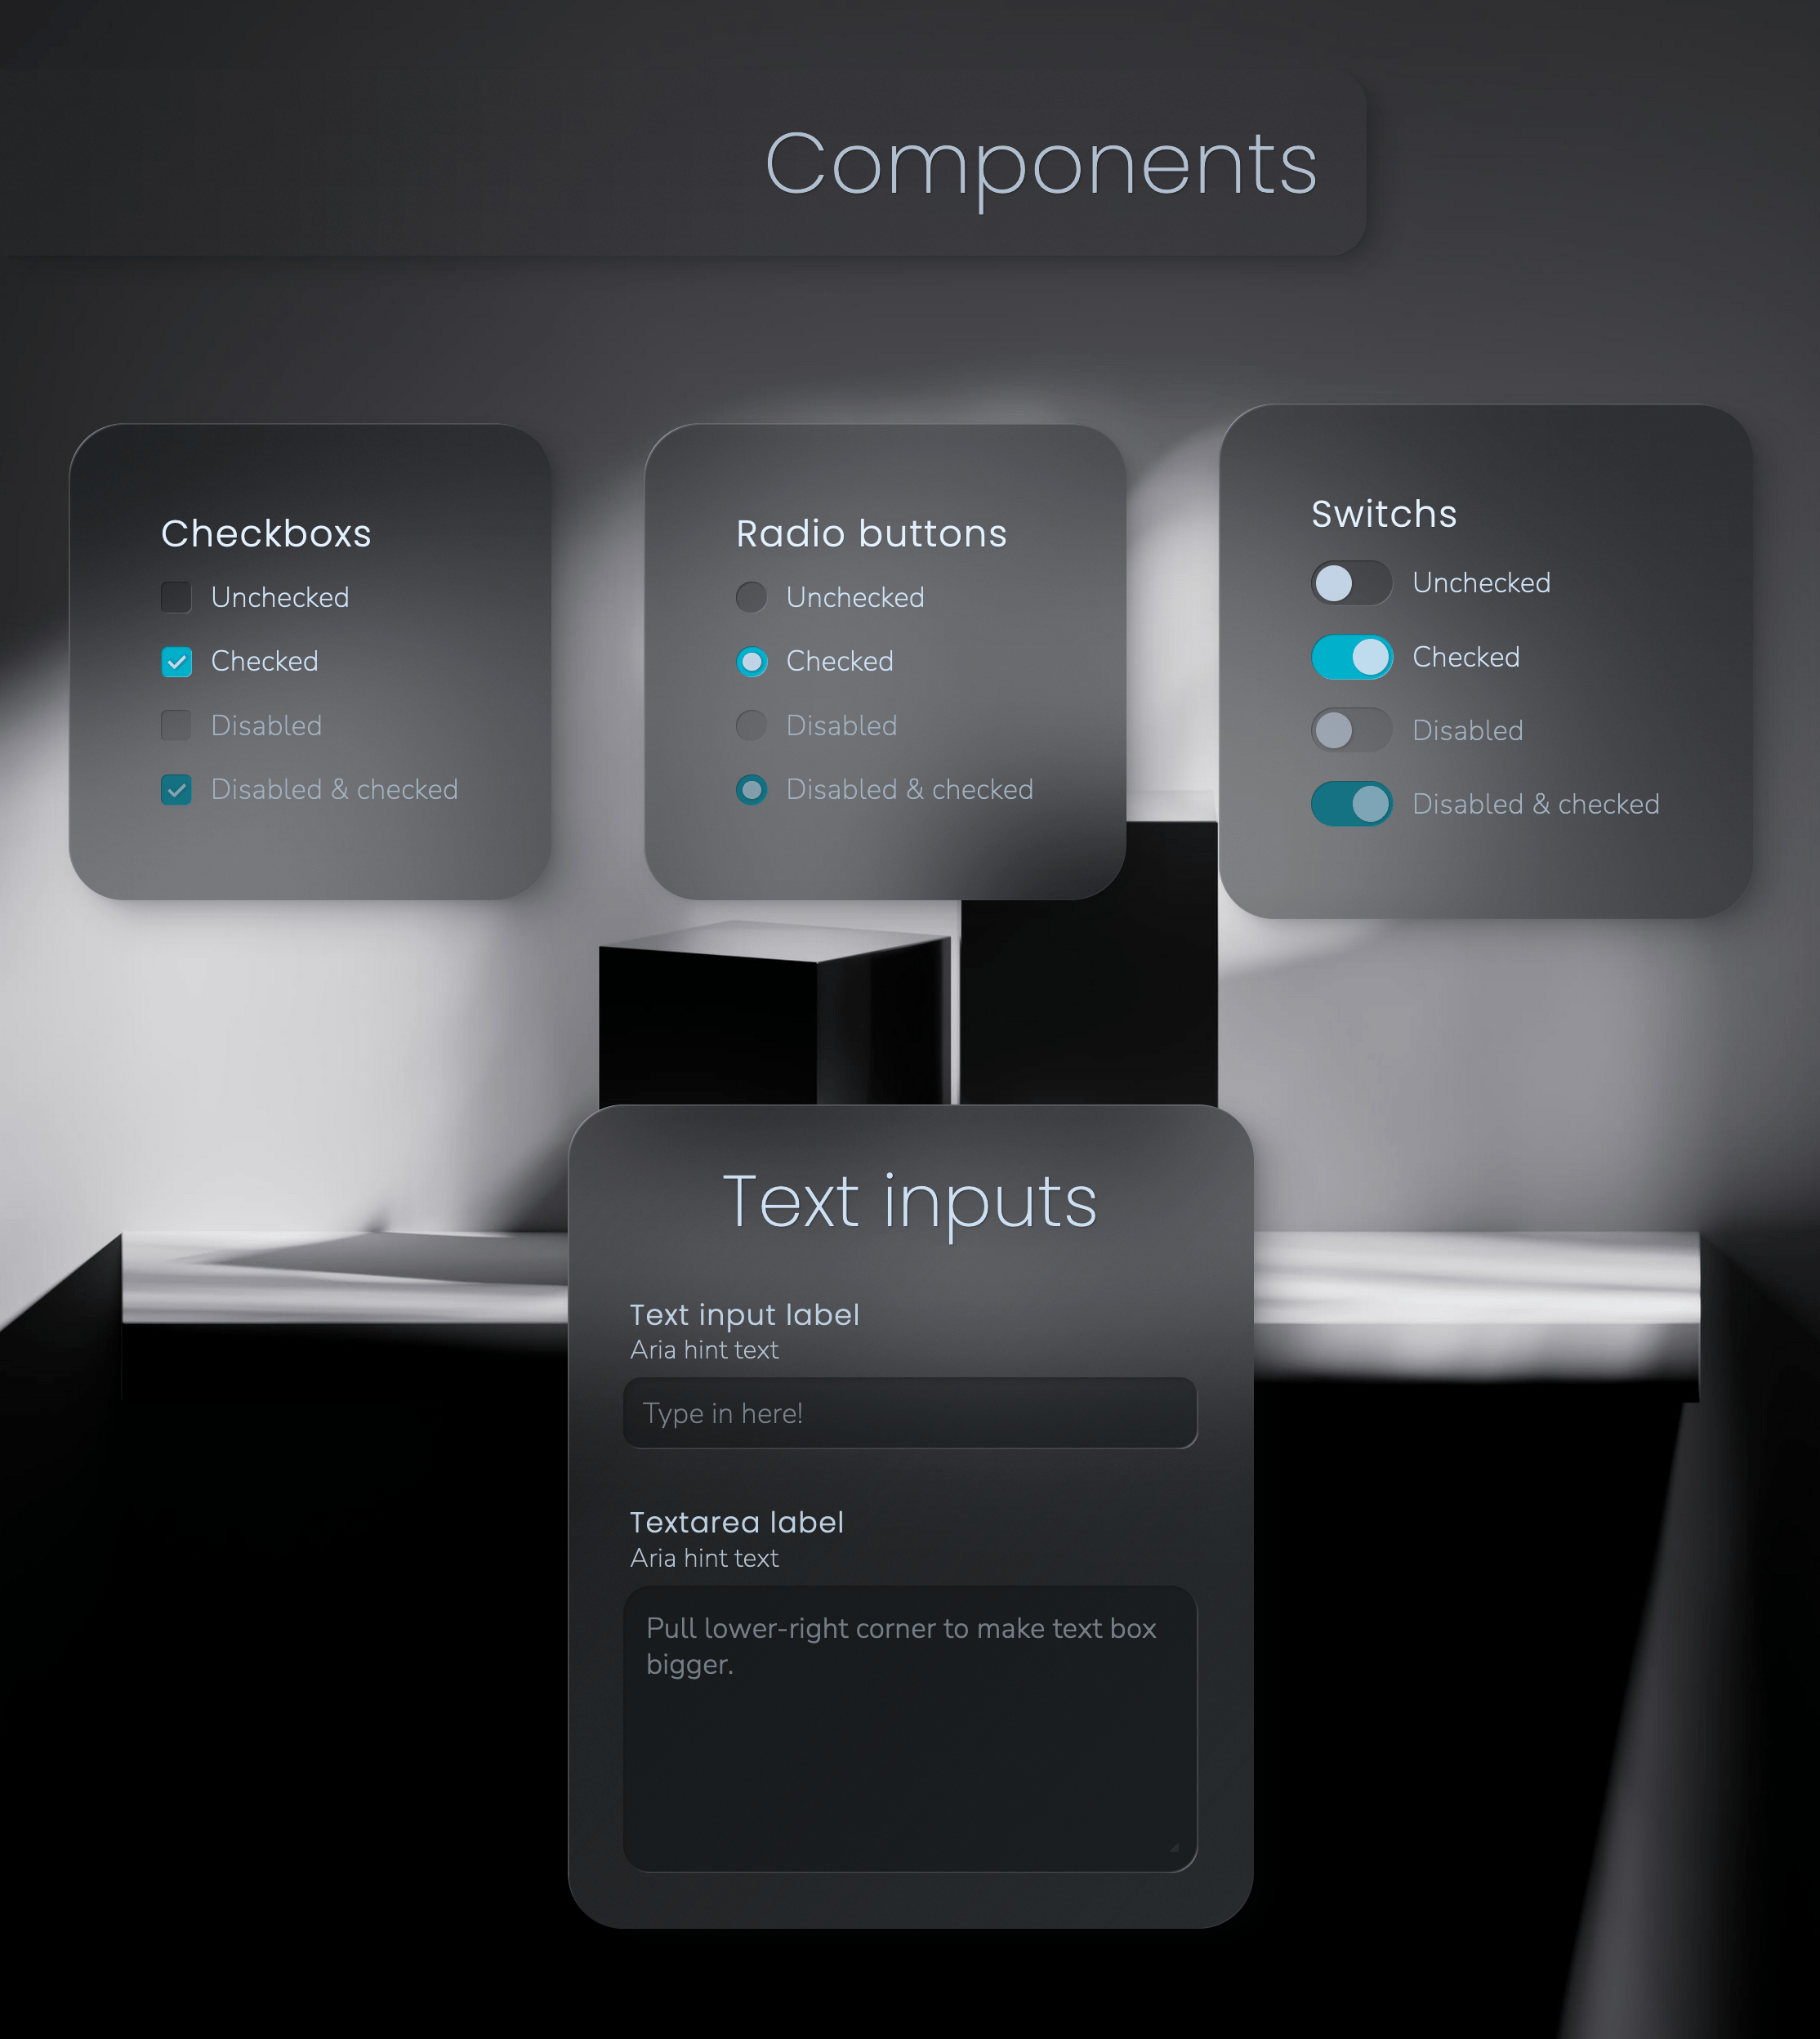 Components
Checkboxs
Unchecked
Checked
Disabled
Disabled & checked
Radio buttons
Unchecked
Checked
Disabled
Disabled & checked
Switchs
Unchecked
Checked
Disabled
Disabled & checked
Text inputs
Text input label
Aria hint text
Type in here!
Textarea label
Aria hint text
Pull lower-right corner to make text box
bigger.